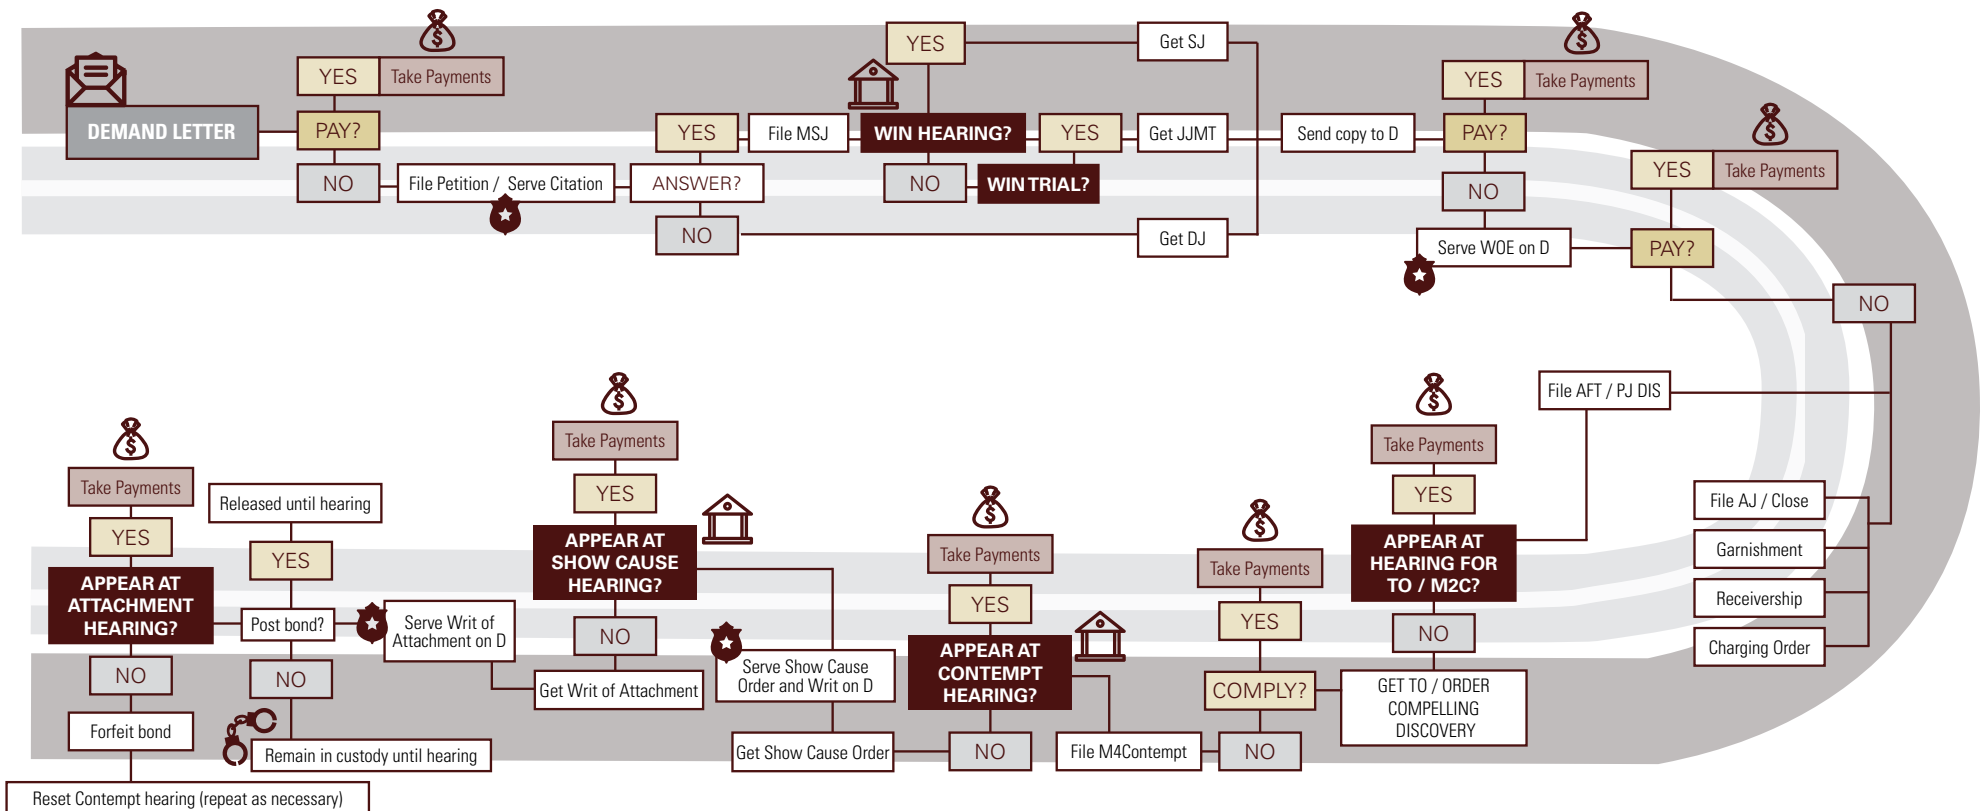 DEMAND LETTER
PAY?
YES
Take Payments
NO
File Petition / Serve Citation
ANSWER?
YES
File MSJ
NO
WIN HEARING?
YES
Get SJ
NO
WIN TRIAL?
YES
Get JJMT
Get DJ
Send copy to D
PAY?
YES
Take Payments
NO
Serve WOE on D
PAY?
YES
Take Payments
NO
File AFT / PJ DIS
File AJ / Close
Garnishment
Receivership
Charging Order
Take Payments
YES
APPEAR AT
HEARING FOR
TO / M2C?
NO
GET TO / ORDER
COMPELLING
DISCOVERY
Take Payments
YES
COMPLY?
NO
File M4Contempt
Take Payments
YES
APPEAR AT
CONTEMPT
HEARING?
NO
Get Show Cause Order
Serve Show Cause
Order and Writ on D
Take Payments
YES
APPEAR AT
SHOW CAUSE
HEARING?
NO
Get Writ of Attachment
Serve Writ of
Attachment on D
Released until hearing
YES
Post bond?
NO
Remain in custody until hearing
Take Payments
YES
APPEAR AT
ATTACHMENT
HEARING?
NO
Forfeit bond
Reset Contempt hearing (repeat as necessary)